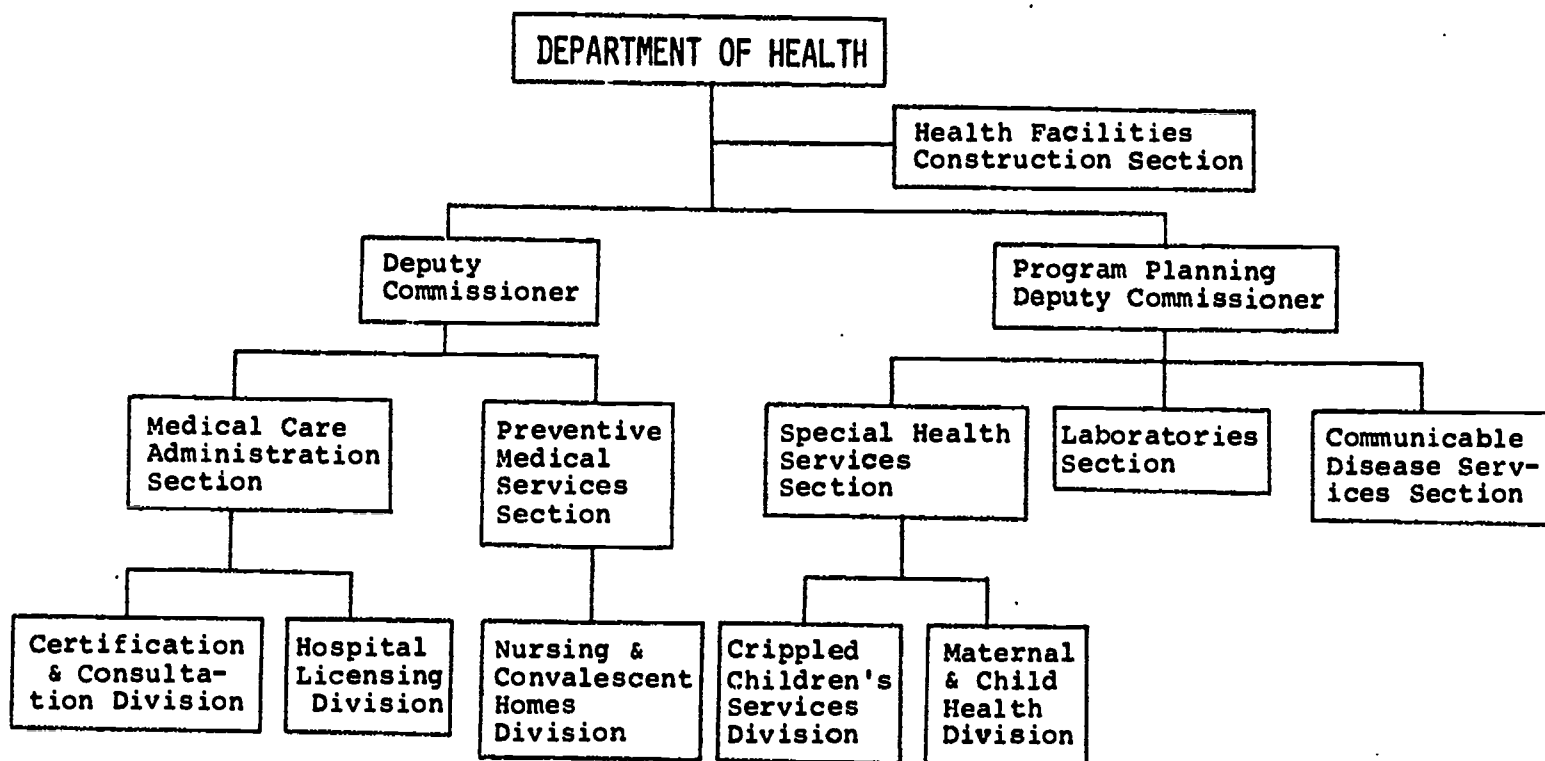 DEPARTMENT OF HEALTH
Health Facilities
Construction Section
Deputy
Commissioner
Program Planning
Deputy Commissioner
Medical Care
Administration
Section
Preventive
Medical
Services
Section
Special Health
Services
Section
Laboratories
Section
Communicable
Disease Serv-
ices Section
Certification
& Consulta-
tion Division
Hospital
Licensing
Division
Nursing &
Convalescent
Homes
Division
Crippled
Children's
Services
Division
Maternal
& Child
Health
Division